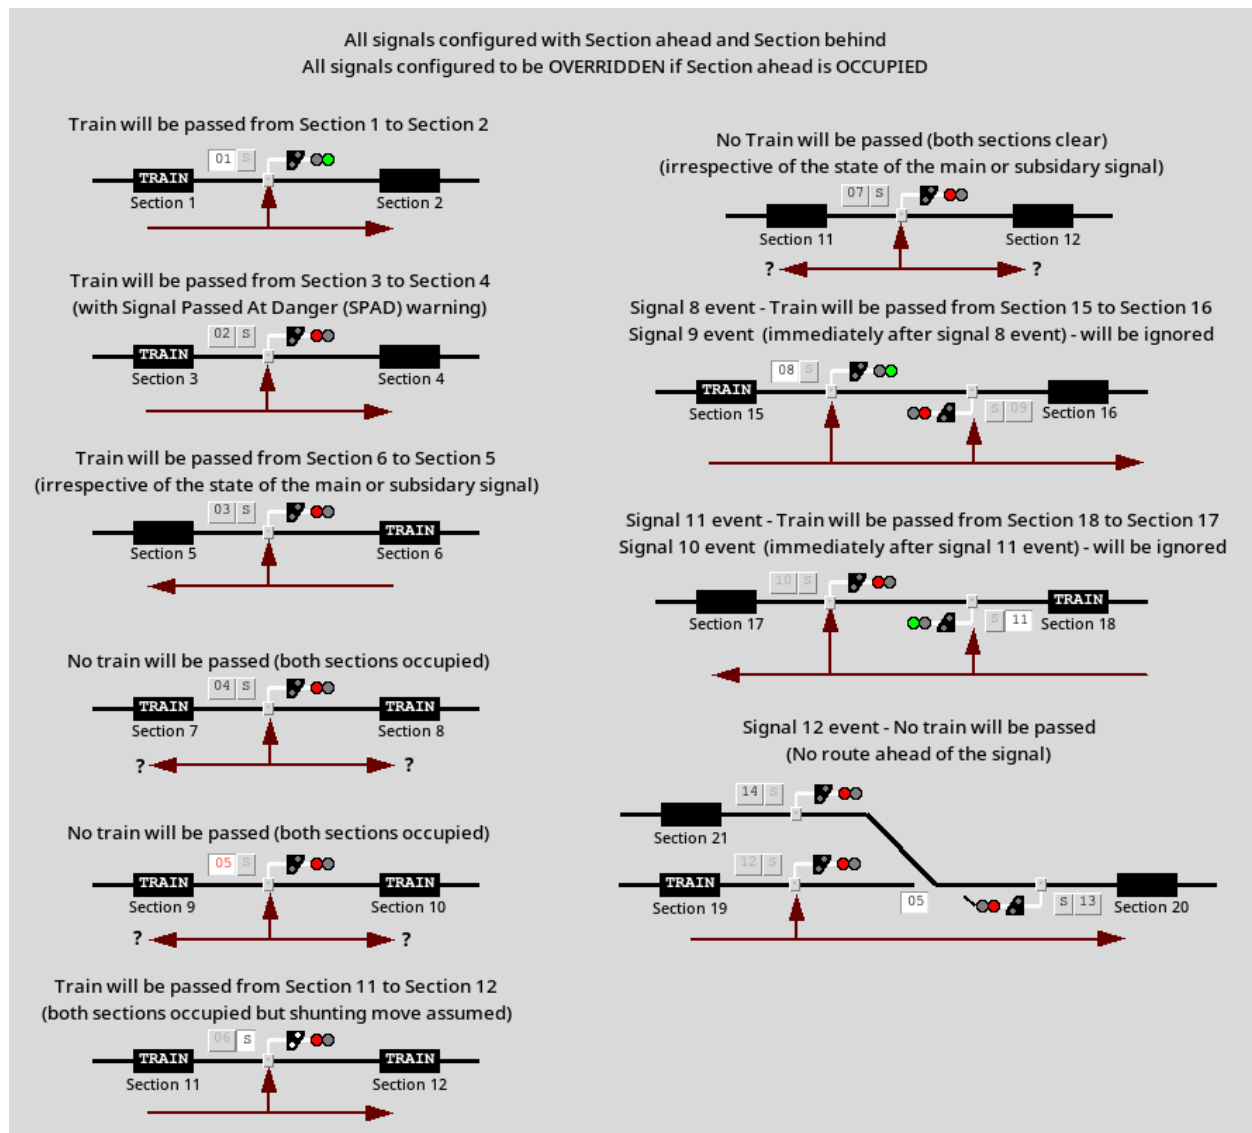 All signals configured with Section ahead and Section behind
All signals configured to be OVERRIDDEN if Section ahead is OCCUPIED
Train will be passed from Section 1 to Section 2
01 S
TRAIN
Section 1
Section 2
Train will be passed from Section 3 to Section 4
(with Signal Passed At Danger (SPAD) warning)
02 S
TRAIN
Section 3
Section 4
Train will be passed from Section 6 to Section 5
(irrespective of the state of the main or subsidary signal)
03 S
TRAIN
Section 5
Section 6
No train will be passed (both sections occupied)
04 S
TRAIN
TRAIN
Section 7
Section 8
?
?
No train will be passed (both sections occupied)
05 S
TRAIN
TRAIN
Section 9
Section 10
?
?
Train will be passed from Section 11 to Section 12
(both sections occupied but shunting move assumed)
06 S
TRAIN
TRAIN
Section 11
Section 12
No Train will be passed (both sections clear)
(irrespective of the state of the main or subsidary signal)
07 S
Section 11
Section 12
?
?
Signal 8 event - Train will be passed from Section 15 to Section 16
Signal 9 event (immediately after signal 8 event) - will be ignored
08 S
TRAIN
Section 15
S 09
Section 16
Signal 11 event - Train will be passed from Section 18 to Section 17
Signal 10 event (immediately after signal 11 event) - will be ignored
10 S
TRAIN
Section 17
S 11
Section 18
Signal 12 event - No train will be passed
(No route ahead of the signal)
14 S
Section 21
12 S
TRAIN
Section 19
05
S 13
Section 20